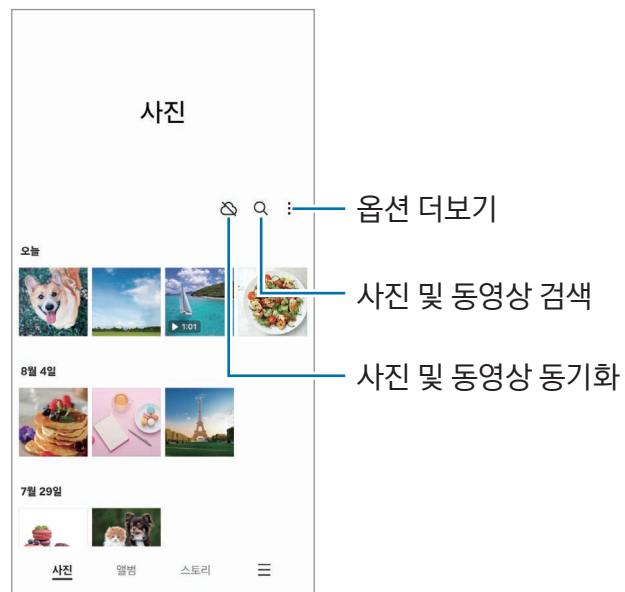 사진
옵션 더보기
오늘
사진 및 동영상 검색
1:01
사진 및 동영상 동기화
8월 4일
7월 29일
사진 앨범 스토리